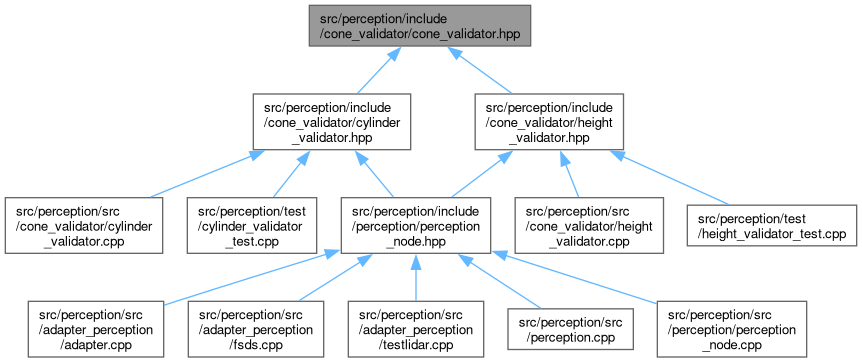 src/perception/include
/cone_validator/cone_validator.hpp
src/perception/include
/cone_validator/cylinder
_validator.hpp
src/perception/include
/cone_validator/height
_validator.hpp
src/perception/src
/cone_validator/cylinder
_validator.cpp
src/perception/test
/cylinder_validator
_test.cpp
src/perception/include
/perception/perception
_node.hpp
src/perception/src
/cone_validator/height
_validator.cpp
src/perception/test
/height_validator_test.cpp
src/perception/src
/adapter_perception
/adapter.cpp
src/perception/src
/adapter_perception
/fsds.cpp
src/perception/src
/adapter_perception
/testlidar.cpp
src/perception/src
/perception.cpp
src/perception/src
/perception/perception
_node.cpp